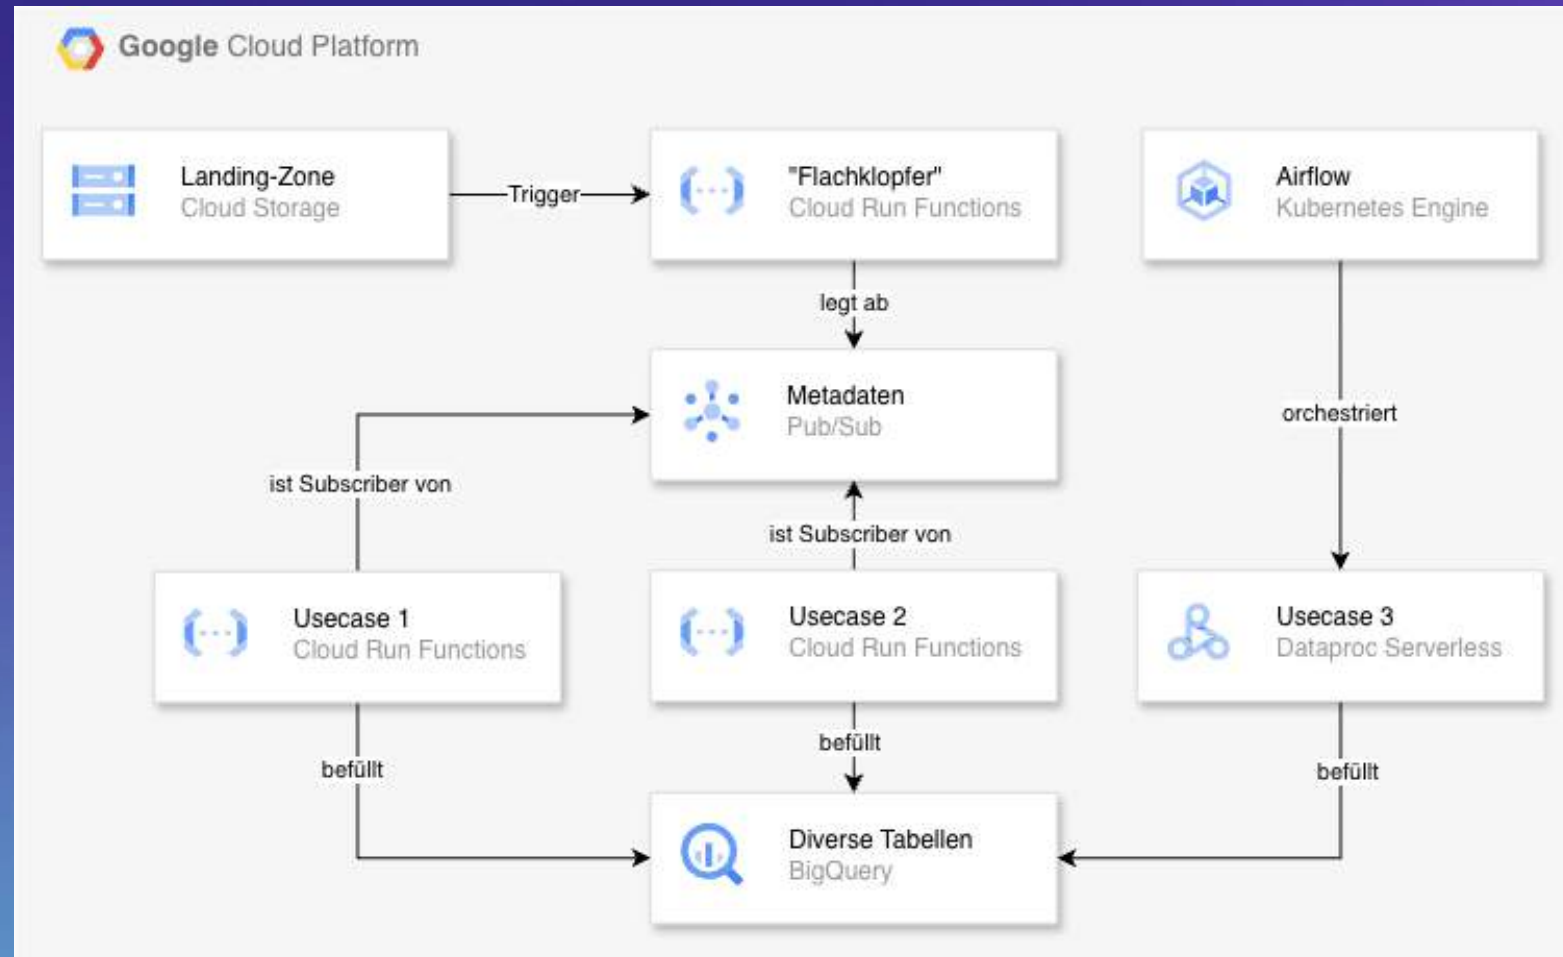 Google Cloud Platform
Landing-Zone
Cloud Storage
Trigger
"Flachklopfer"
Cloud Run Functions
Airflow
Kubernetes Engine
legt ab
Metadaten
Pub/Sub
orchestriert
ist Subscriber von
ist Subscriber von
Usecase 1
Cloud Run Functions
Usecase 2
Cloud Run Functions
Usecase 3
Dataproc Serverless
befüllt
befüllt
befüllt
Diverse Tabellen
BigQuery